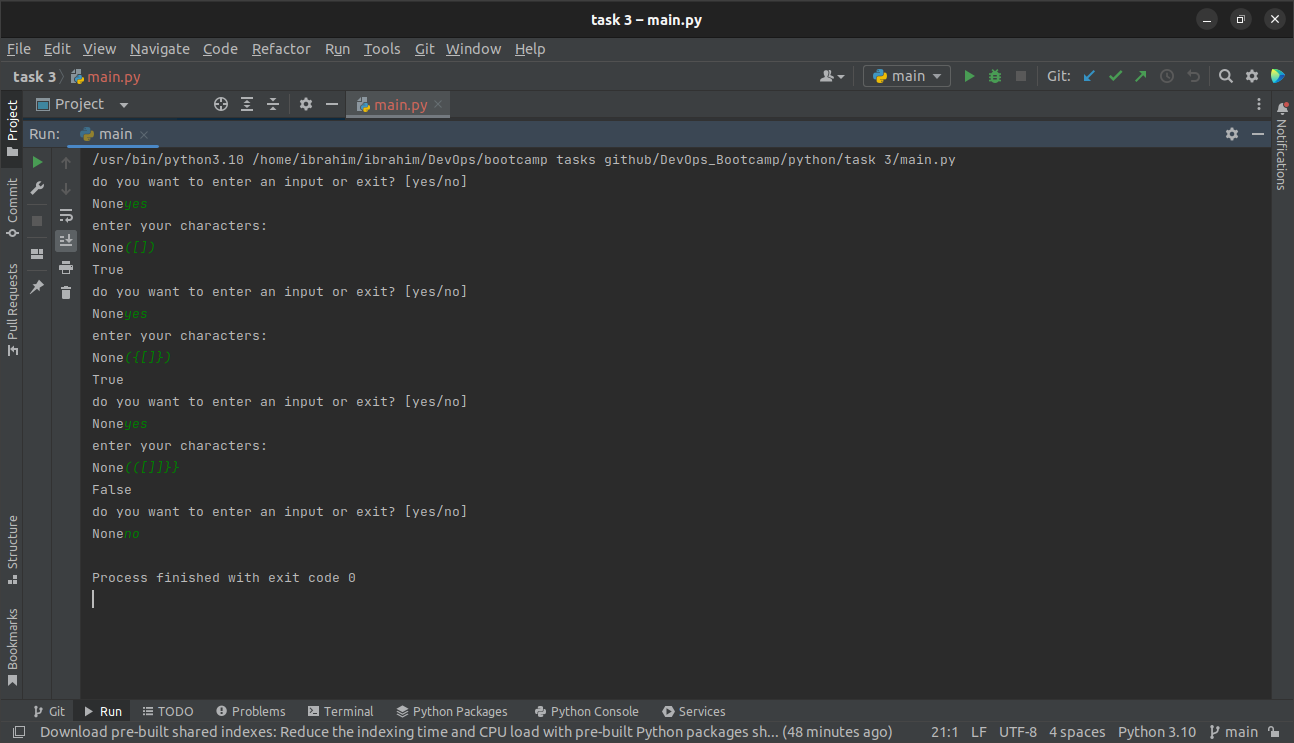 task 3 – main.py
File Edit View Navigate Code Refactor Run Tools Git Window Help
task 3 main.py main Git:
Project main.py
Run: main
/usr/bin/python3.10 /home/ibrahim/ibrahim/DevOps/bootcamp tasks github/DevOps_Bootcamp/python/task 3/main.py
do you want to enter an input or exit? [yes/no]
Noneyes
enter your characters:
None([])
True
do you want to enter an input or exit? [yes/no]
Noneyes
enter your characters:
None({[]})
True
do you want to enter an input or exit? [yes/no]
Noneyes
enter your characters:
None(([]]}}
False
do you want to enter an input or exit? [yes/no]
Noneno
Process finished with exit code 0
Project
Commit
Pull Requests
Structure
Bookmarks
Notifications
Git Run TODO Problems Terminal Python Packages Python Console Services
Download pre-built shared indexes: Reduce the indexing time and CPU load with pre-built Python packages sh... (48 minutes ago) 21:1 LF UTF-8 4 spaces Python 3.10 main